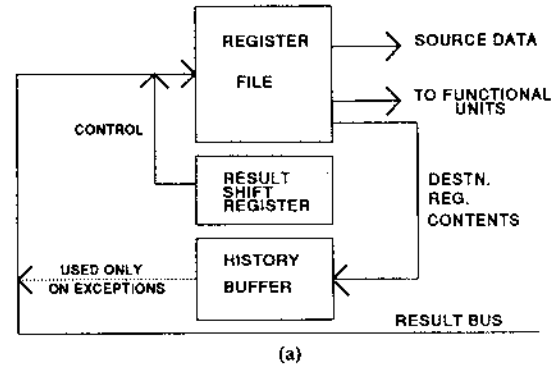 REGISTER
FILE
SOURCE DATA
TO FUNCTIONAL
UNITS
CONTROL
RESULT
SHIFT
REGISTER
DESTN.
REG.
CONTENTS
HISTORY
BUFFER
USED ONLY
ON EXCEPTIONS
RESULT BUS
(a)